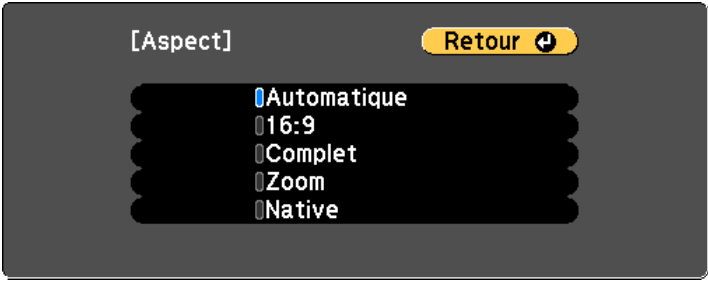 [Aspect] Retour
Automatique
16:9
Complet
Zoom
Native